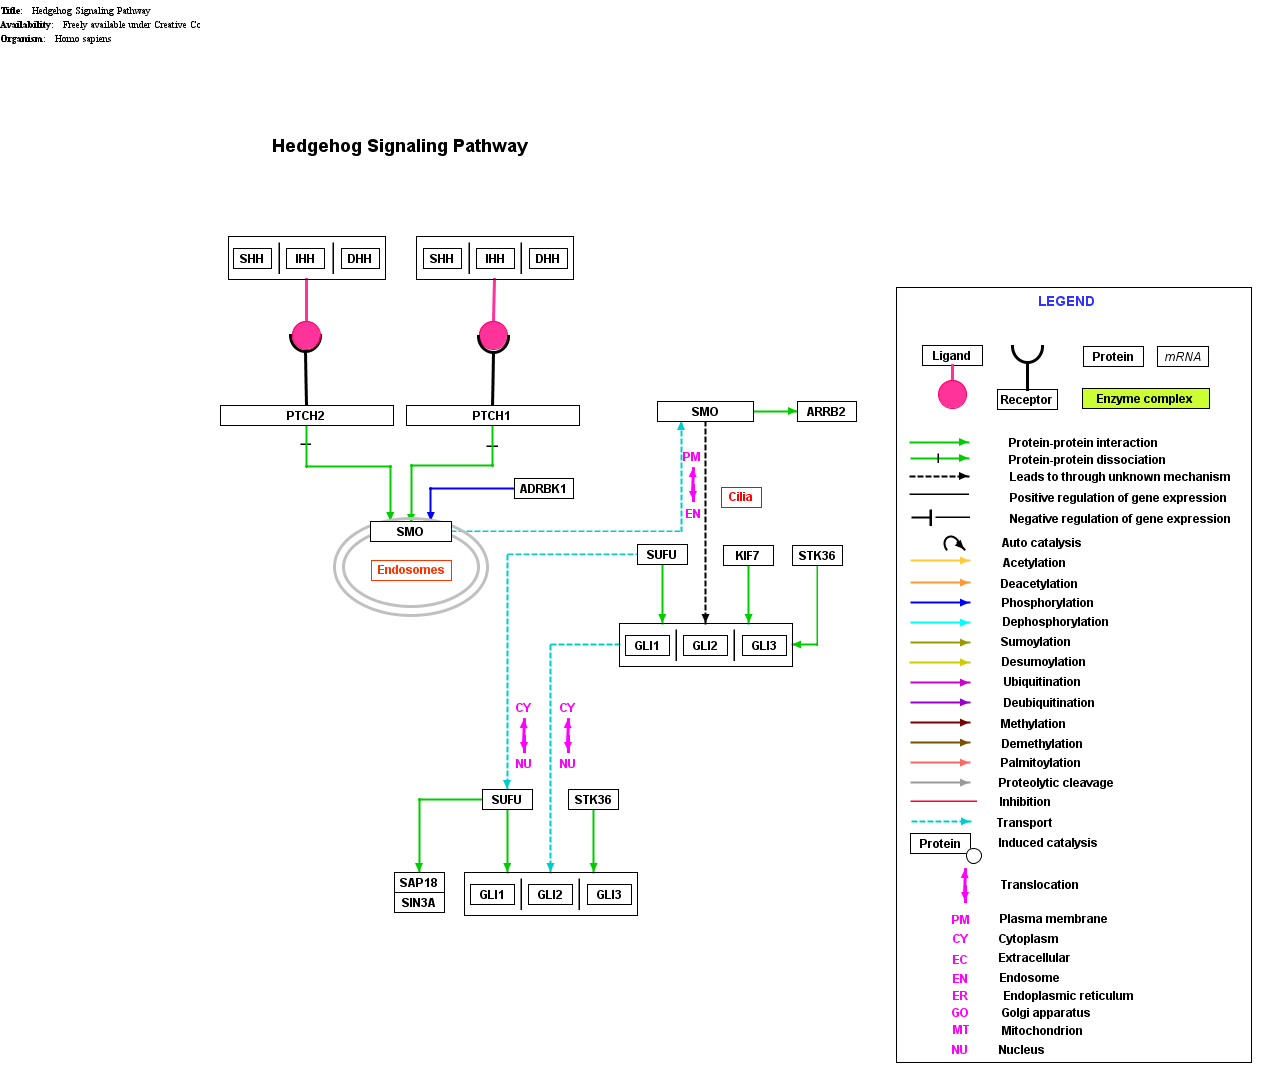 Title: Hedgehog Signaling Pathway
Availability: Freely available under Creative Co
Organism: Homo sapiens
Hedgehog Signaling Pathway
SHH IHH DHH
SHH IHH DHH
PTCH2
PTCH1
SMO
ARRB2
PM
EN
Cilia
ADRBK1
SMO
Endosomes
SUFU
KIF7
STK36
GLI1 GLI2 GLI3
CY
NU
CY
NU
SUFU
STK36
SAP18
SIN3A
GLI1 GLI2 GLI3
LEGEND
Ligand
Receptor
Protein
mRNA
Enzyme complex
Protein-protein interaction
Protein-protein dissociation
Leads to through unknown mechanism
Positive regulation of gene expression
Negative regulation of gene expression
Auto catalysis
Acetylation
Deacetylation
Phosphorylation
Dephosphorylation
Sumoylation
Desumoylation
Ubiquitination
Deubiquitination
Methylation
Demethylation
Palmitoylation
Proteolytic cleavage
Inhibition
Transport
Protein Induced catalysis
Translocation
PM Plasma membrane
CY Cytoplasm
EC Extracellular
EN Endosome
ER Endoplasmic reticulum
GO Golgi apparatus
MT Mitochondrion
NU Nucleus